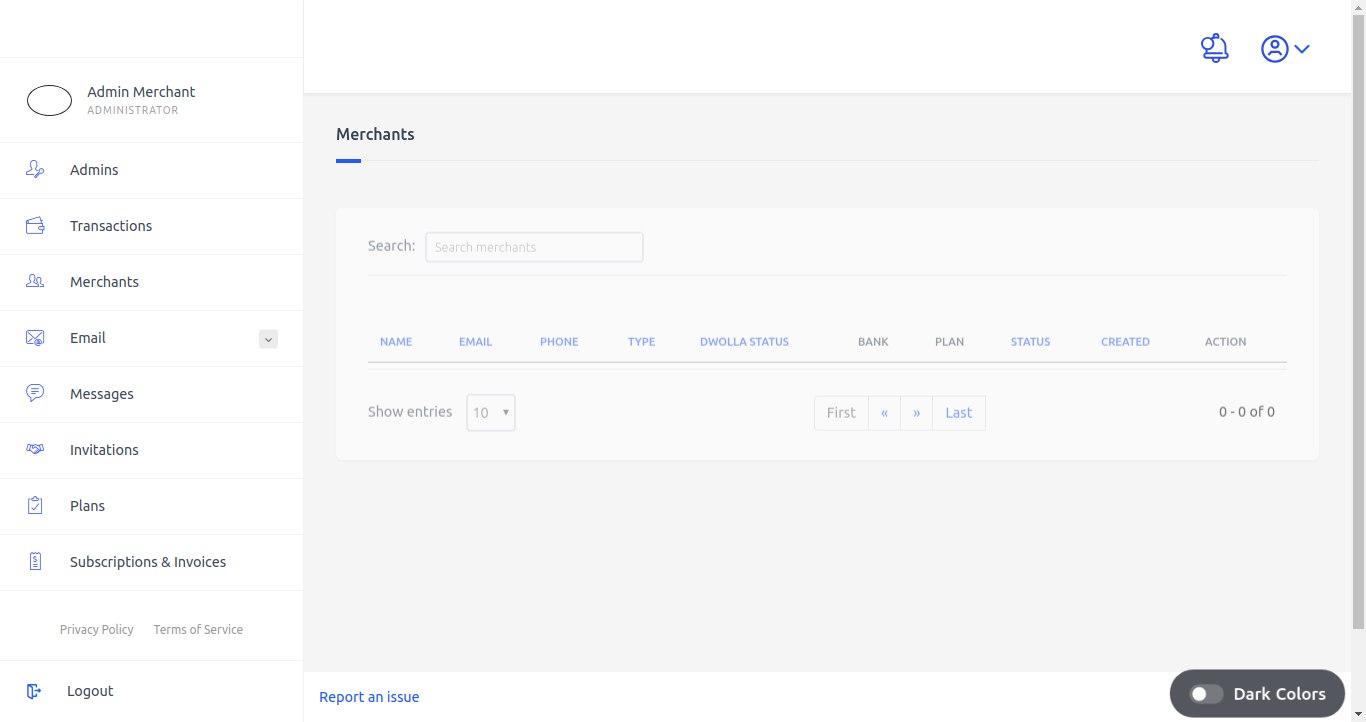 Admin Merchant
ADMINISTRATOR
Admins
Transactions
Merchants
Email
Messages
Invitations
Plans
Subscriptions & Invoices
Privacy Policy Terms of Service
Logout
Merchants
Search: Search merchants
NAME EMAIL PHONE TYPE DWOLLA STATUS BANK PLAN STATUS CREATED ACTION
Show entries 10 First « » Last 0 - 0 of 0
Report an issue
Dark Colors